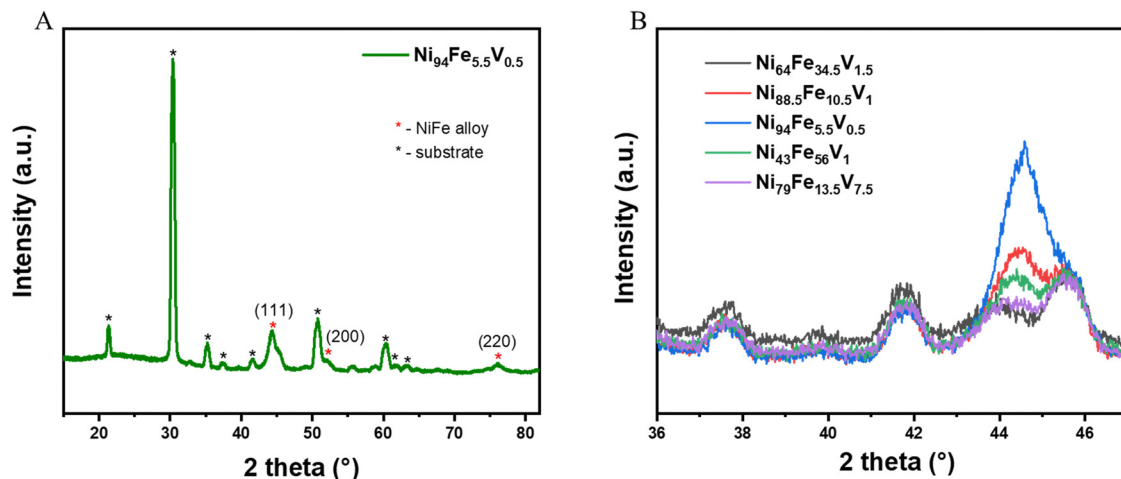 A
Intensity (a.u.)
Ni94Fe5.5V0.5
* - NiFe alloy
* - substrate
*
*
*
*
*
(111)
*
*
(200)
*
*
*
*
(220)
*
20 30 40 50 60 70 80
2 theta (°)
B
Intensity (a.u.)
Ni64Fe34.5V1.5
Ni88.5Fe10.5V1
Ni94Fe5.5V0.5
Ni43Fe56V1
Ni79Fe13.5V7.5
36 38 40 42 44 46
2 theta (°)